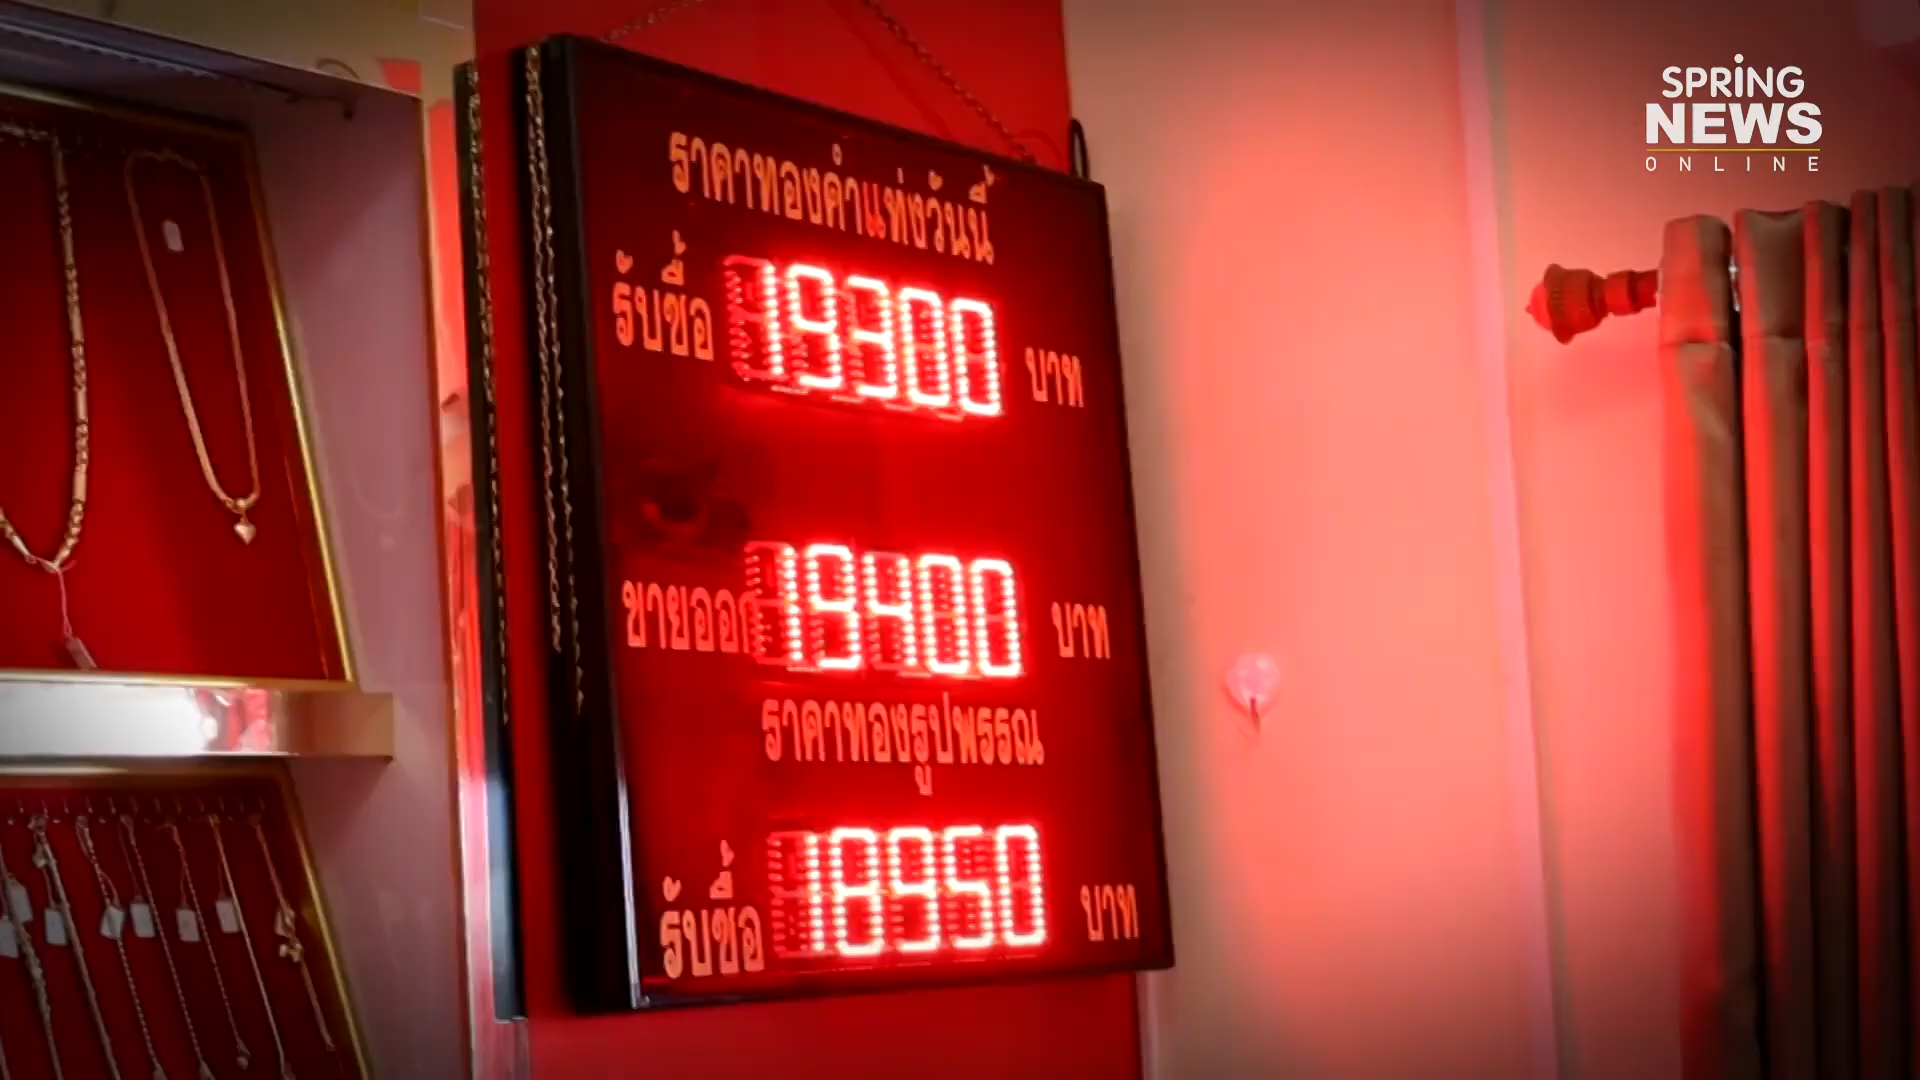 SPRING
NEWS
ONLINE
ราคาทองคำแท่งวันนี้
รับซื้อ 19300 บาท
ขายออก 19400 บาท
ราคาทองรูปพรรณ
รับซื้อ 18950 บาท